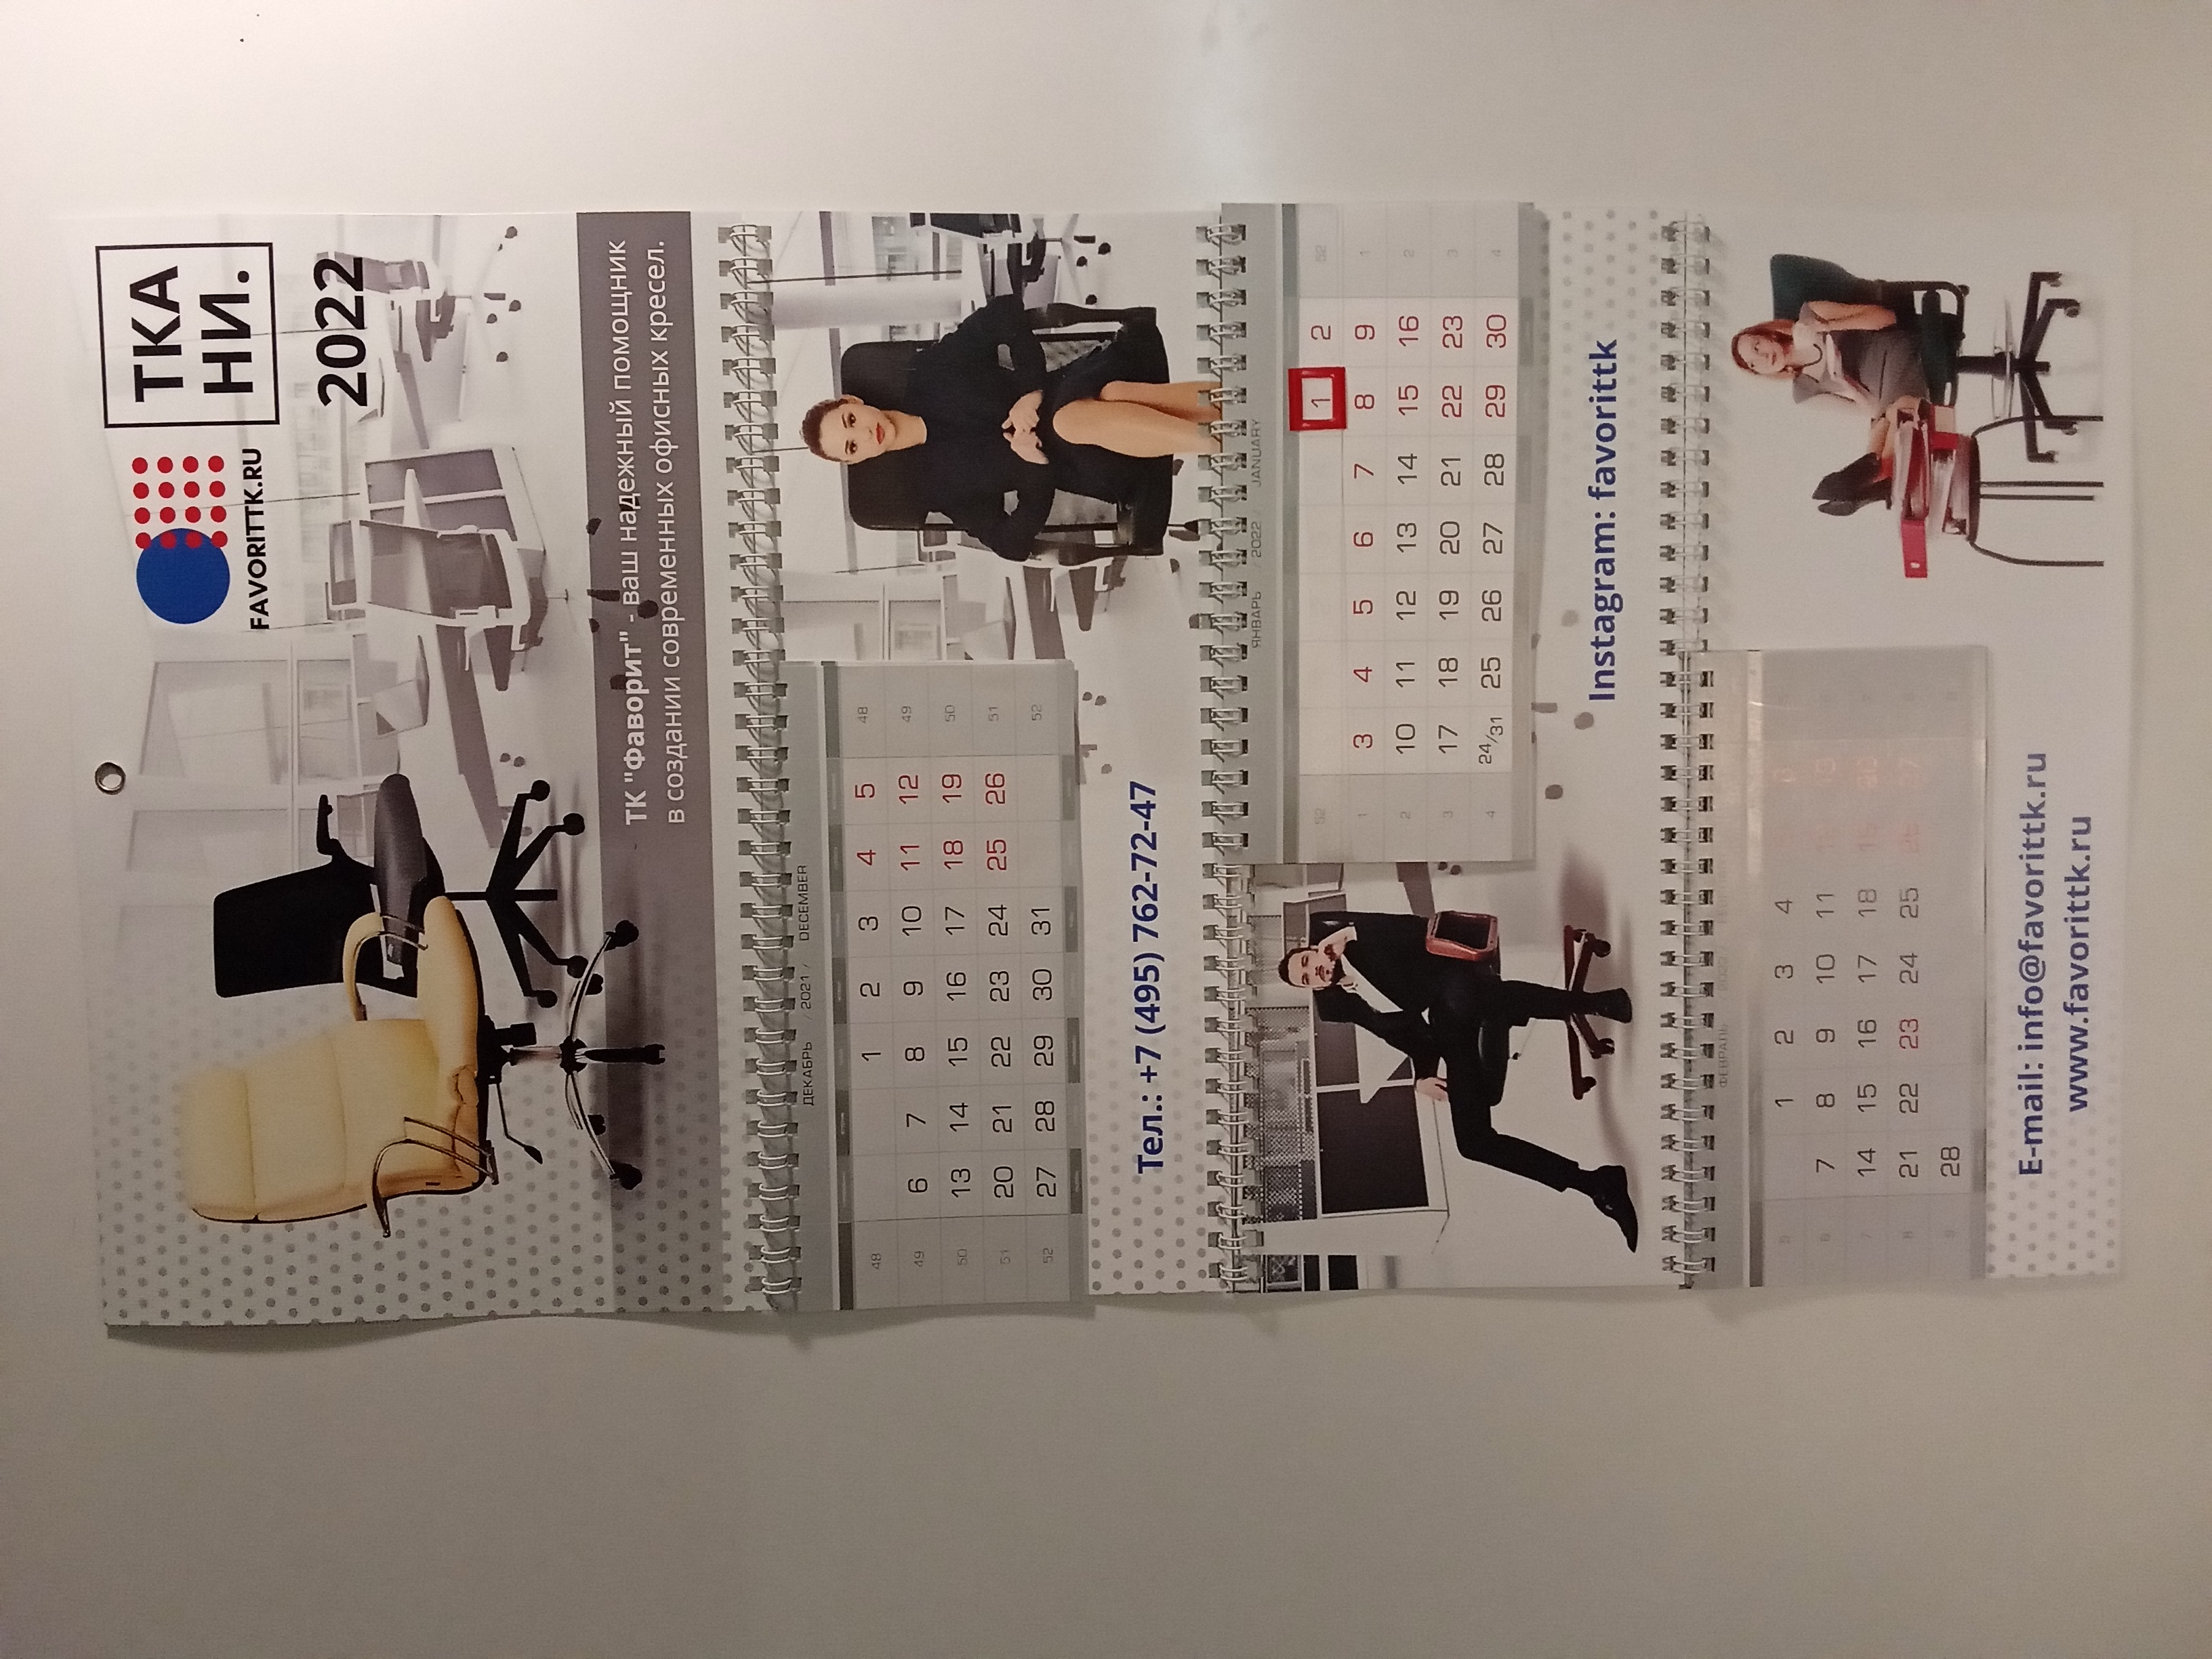 FAVORITTK.RU
ТКА
НИ.
2022
ТК "Фаворит" - ваш надежный помощник
в создании современных офисных кресел.
ДЕКАБРЬ / 2021 / DECEMBER
48 1 2 3 4 5 48
49 6 7 8 9 10 11 12 49
50 13 14 15 16 17 18 19 50
51 20 21 22 23 24 25 26 51
52 27 28 29 30 31 52
Тел.: +7 (495) 762-72-47
ЯНВАРЬ / 2022 / JANUARY
52 1 2 52
1 3 4 5 6 7 8 9 1
2 10 11 12 13 14 15 16 2
3 17 18 19 20 21 22 23 3
4 24/31 25 26 27 28 29 30 4
Instagram: favorittk
ФЕВРАЛЬ / 2022 /
1 2 3 4 6
6 7 8 9 10 11 13
7 14 15 16 17 18 19 20
8 21 22 23 24 25 26 27
28
E-mail: info@favorittk.ru
www.favorittk.ru